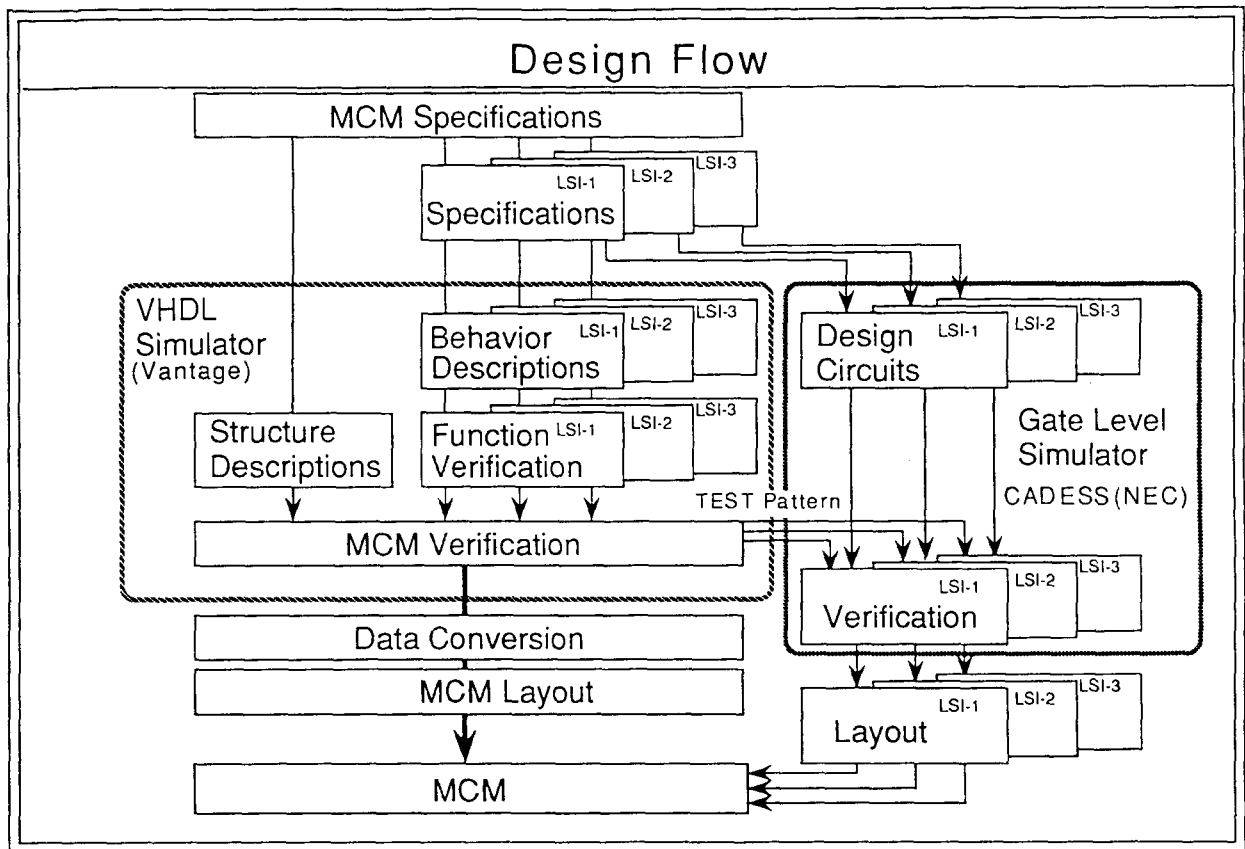 Design Flow
MCM Specifications
LSI-3
LSI-2
LSI-1
Specifications
VHDL
Simulator
(Vantage)
LSI-3
LSI-2
LSI-1
Behavior
Descriptions
LSI-3
LSI-2
LSI-1
Design
Circuits
Structure
Descriptions
LSI-3
LSI-2
LSI-1
Function
Verification
Gate Level
Simulator
CADESS(NEC)
TEST Pattern
MCM Verification
LSI-3
LSI-2
LSI-1
Verification
Data Conversion
MCM Layout
LSI-3
LSI-2
LSI-1
Layout
MCM